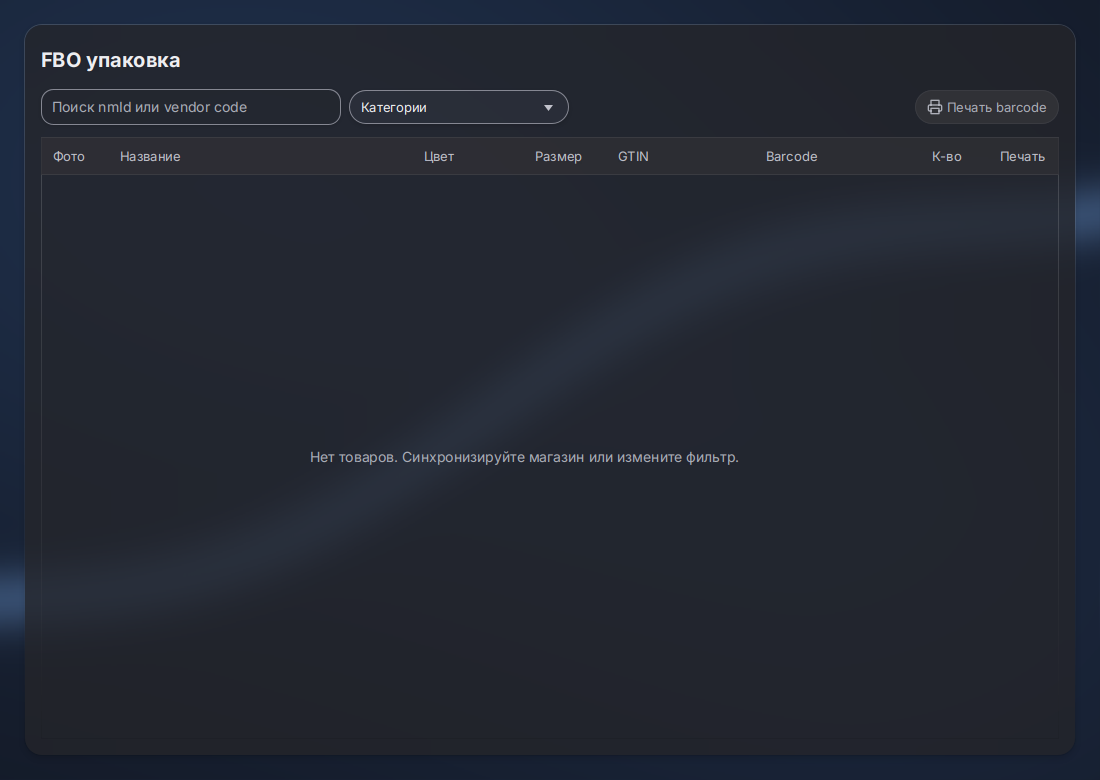 FBO упаковка
Поиск nmId или vendor code
Категории
Печать barcode
Фото Название Цвет Размер GTIN Barcode К-во Печать
Нет товаров. Синхронизируйте магазин или измените фильтр.